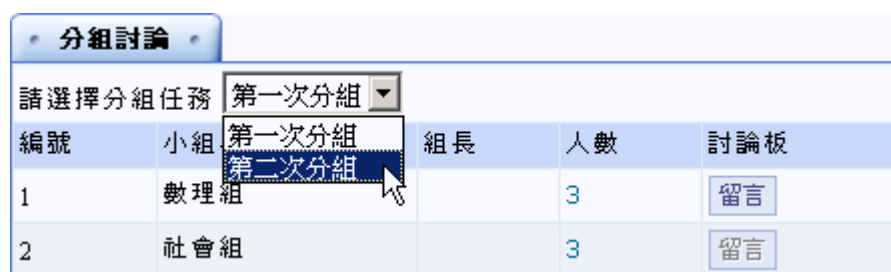 • 分組討論 •
請選擇分組任務 第一次分組
第一次分組
第二次分組
編號 小組 組長 人數 討論板
1 數理組 3 留言
2 社會組 3 留言